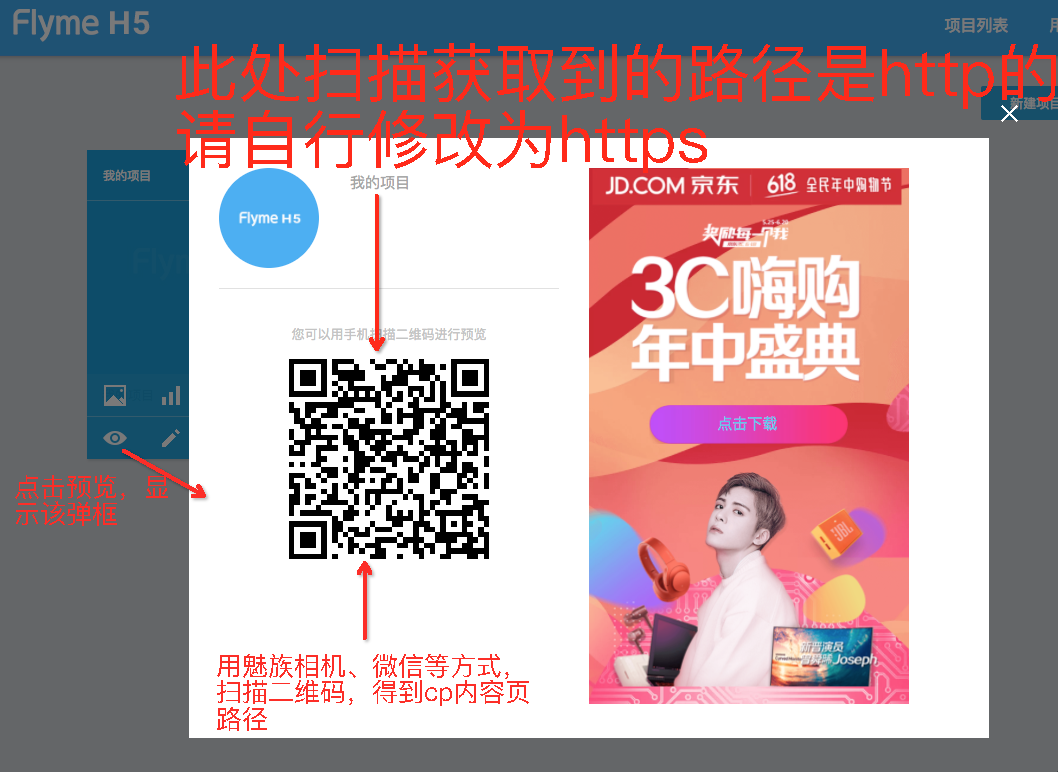 Flyme H5
项目列表
此处扫描获取到的路径是http的
请自行修改为https
新建项目
我的项目
Flyme H5
我的项目
您可以用手机扫描二维码进行预览
点击预览，显
示该弹框
用魅族相机、微信等方式，
扫描二维码，得到cp内容页
路径
JD.COM 京东
618 全民年中购物节
奖励每一个我
3C嗨购
年中盛典
点击下载
JBL
新晋演员
Joseph